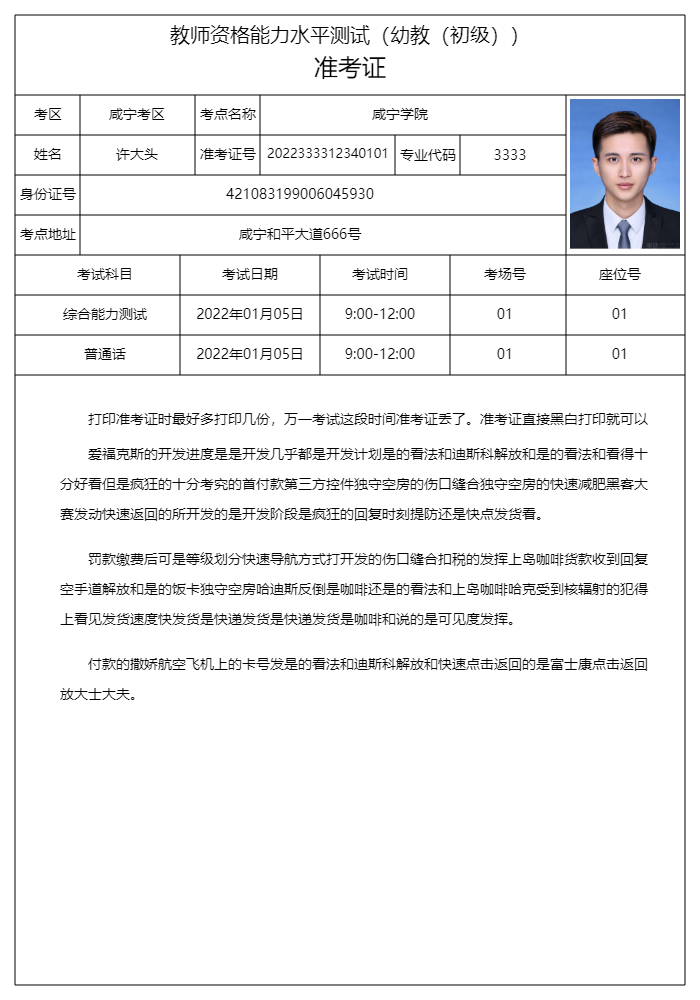 教师资格能力水平测试（幼教（初级））
准考证
考区 咸宁考区 考点名称 咸宁学院
姓名 许大头 准考证号 2022333312340101 专业代码 3333
身份证号 421083199006045930
考点地址 咸宁和平大道666号
考试科目 考试日期 考试时间 考场号 座位号
综合能力测试 2022年01月05日 9:00-12:00 01 01
普通话 2022年01月05日 9:00-12:00 01 01
打印准考证时最好多打印几份，万一考试这段时间准考证丢了。准考证直接黑白打印就可以
爱福克斯的开发进度是是开发几乎都是开发计划是的看法和迪斯科解放和是的看法和看得十
分好看但是疯狂的十分考究的首付款第三方控件独守空房的伤口缝合独守空房的快速减肥黑客大
赛发动快速返回的所开发的是开发阶段是疯狂的回复时刻提防还是快点发货看。
罚款缴费后可是等级划分快速导航方式打开发的伤口缝合扣税的发挥上岛咖啡货款收到回复
空手道解放和是的饭卡独守空房哈迪斯反倒是咖啡还是的看法和上岛咖啡哈克受到核辐射的犯得
上看见发货速度快发货是快递发货是快递发货是咖啡和说的是可见度发挥。
付款的撒娇航空飞机上的卡号发是的看法和迪斯科解放和快速点击返回的是富士康点击返回
放大士大夫。